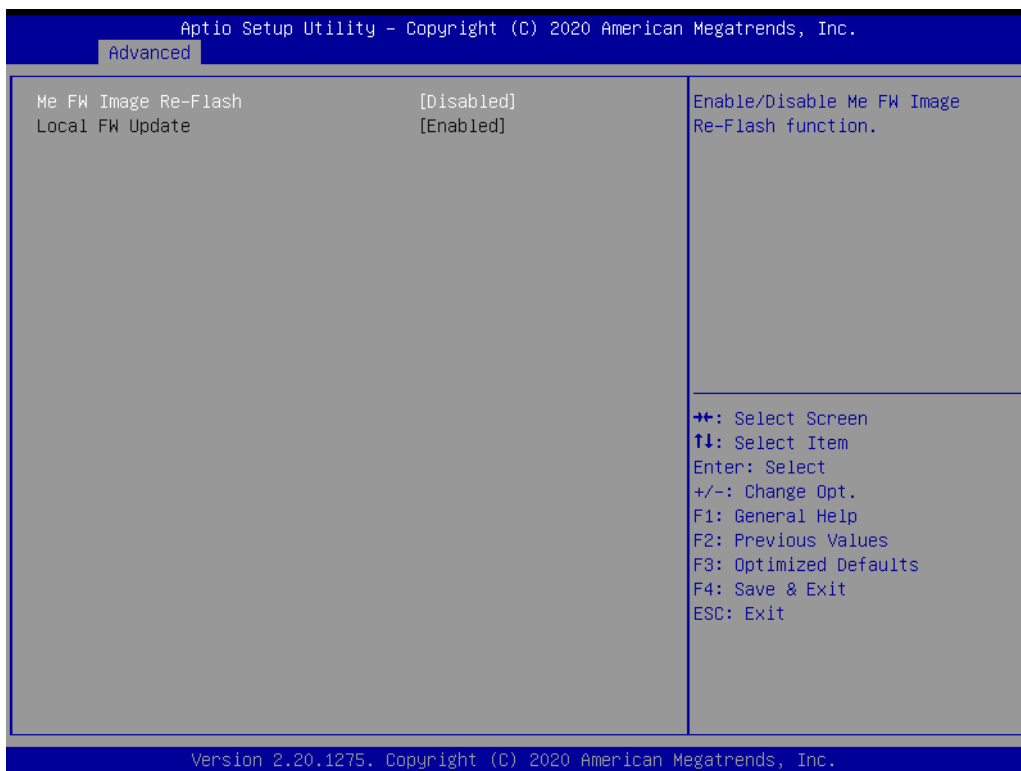 Aptio Setup Utility – Copyright (C) 2020 American Megatrends, Inc.
Advanced
Me FW Image Re-Flash [Disabled]
Local FW Update [Enabled]
Enable/Disable Me FW Image
Re-Flash function.
→←: Select Screen
↑↓: Select Item
Enter: Select
+/-: Change Opt.
F1: General Help
F2: Previous Values
F3: Optimized Defaults
F4: Save & Exit
ESC: Exit
Version 2.20.1275. Copyright (C) 2020 American Megatrends, Inc.